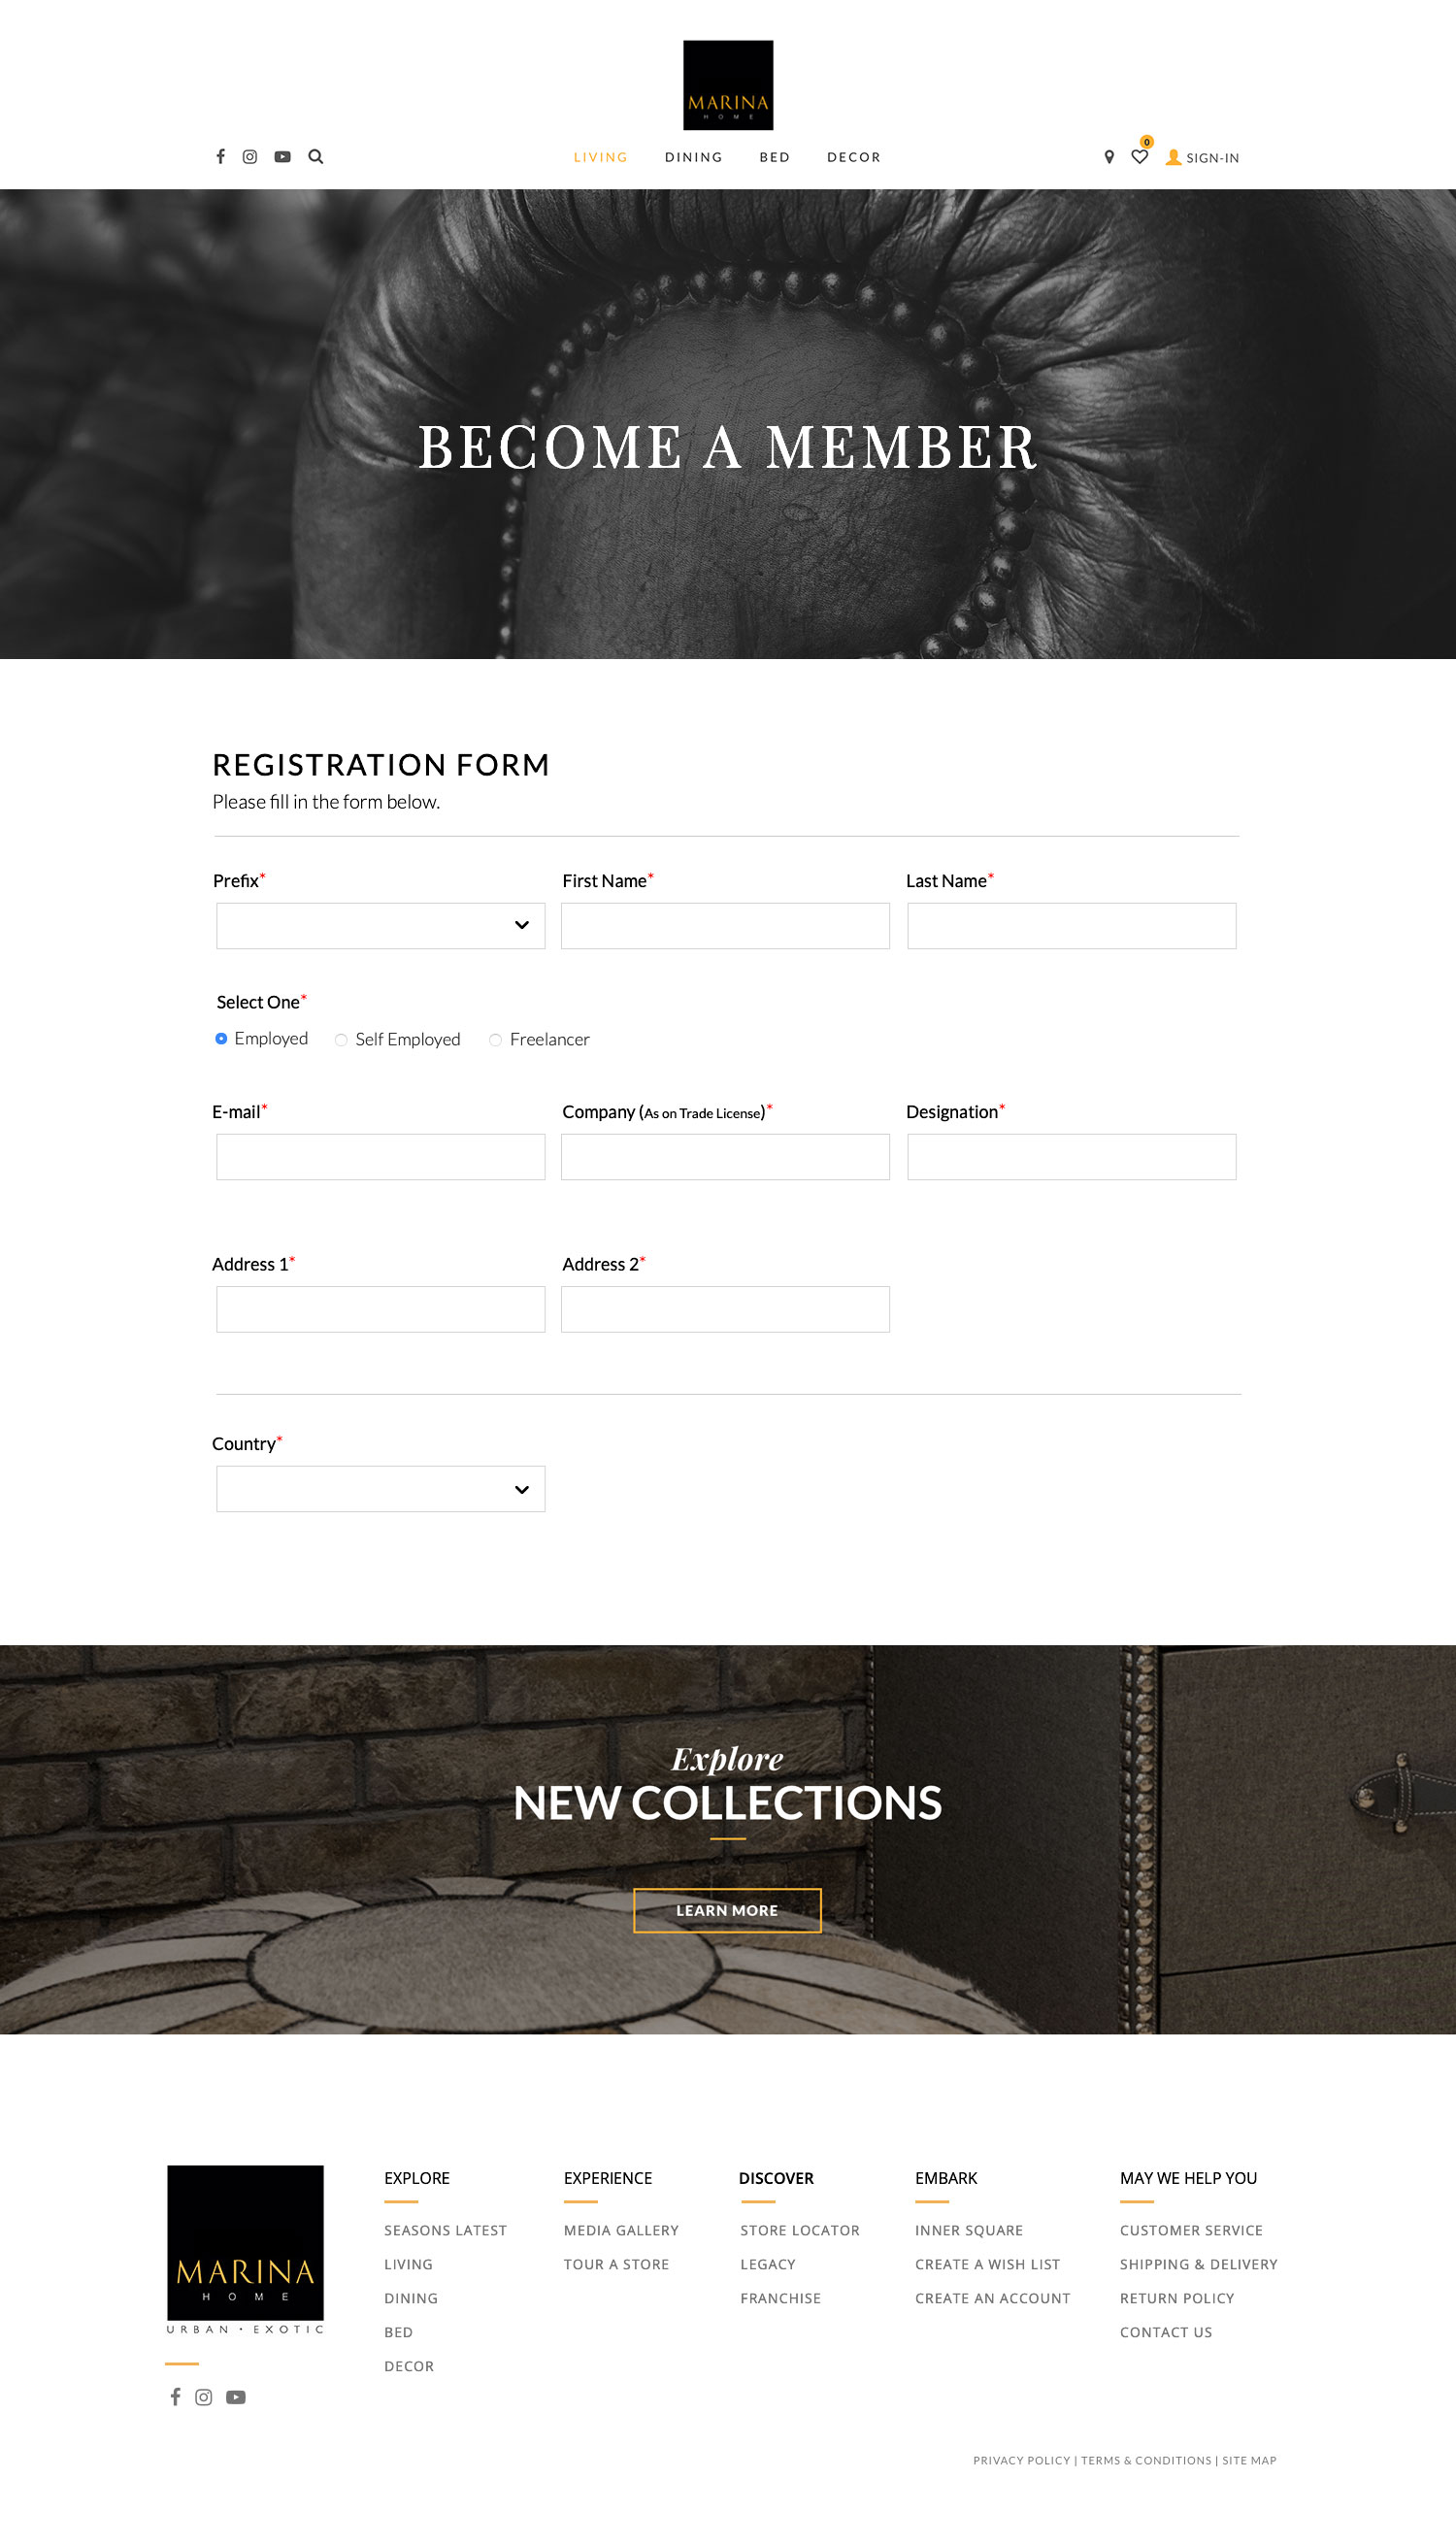 MARINA
HOME
LIVING DINING BED DECOR
0
SIGN-IN
BECOME A MEMBER
REGISTRATION FORM
Please fill in the form below.
Prefix* First Name* Last Name*
Select One*
Employed Self Employed Freelancer
E-mail* Company (As on Trade License)* Designation*
Address 1* Address 2*
Country*
Explore
NEW COLLECTIONS
LEARN MORE
MARINA
HOME
URBAN · EXOTIC
EXPLORE
SEASONS LATEST
LIVING
DINING
BED
DECOR
EXPERIENCE
MEDIA GALLERY
TOUR A STORE
DISCOVER
STORE LOCATOR
LEGACY
FRANCHISE
EMBARK
INNER SQUARE
CREATE A WISH LIST
CREATE AN ACCOUNT
MAY WE HELP YOU
CUSTOMER SERVICE
SHIPPING & DELIVERY
RETURN POLICY
CONTACT US
PRIVACY POLICY | TERMS & CONDITIONS | SITE MAP